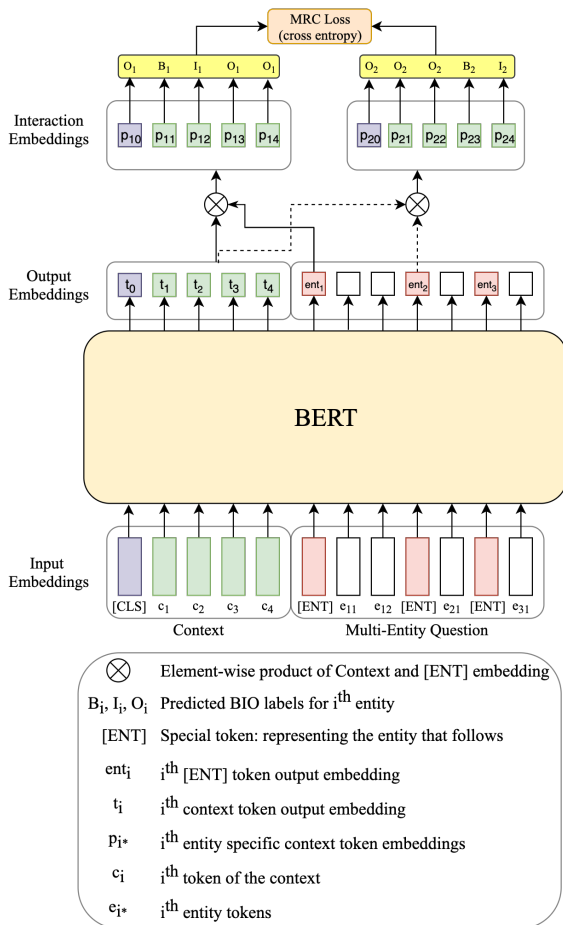 MRC Loss
(cross entropy)
O1 B1 I1 O1 O1
O2 O2 O2 B2 I2
Interaction
Embeddings
p10 p11 p12 p13 p14
p20 p21 p22 p23 p24
Output
Embeddings
t0 t1 t2 t3 t4
ent1 ent2 ent3
BERT
Input
Embeddings
[CLS] c1 c2 c3 c4 [ENT] e11 e12 [ENT] e21 [ENT] e31
Context
Multi-Entity Question
Element-wise product of Context and [ENT] embedding
Bi, Ii, Oi Predicted BIO labels for ith entity
[ENT] Special token: representing the entity that follows
enti ith [ENT] token output embedding
ti ith context token output embedding
pi* ith entity specific context token embeddings
ci ith token of the context
ei* ith entity tokens